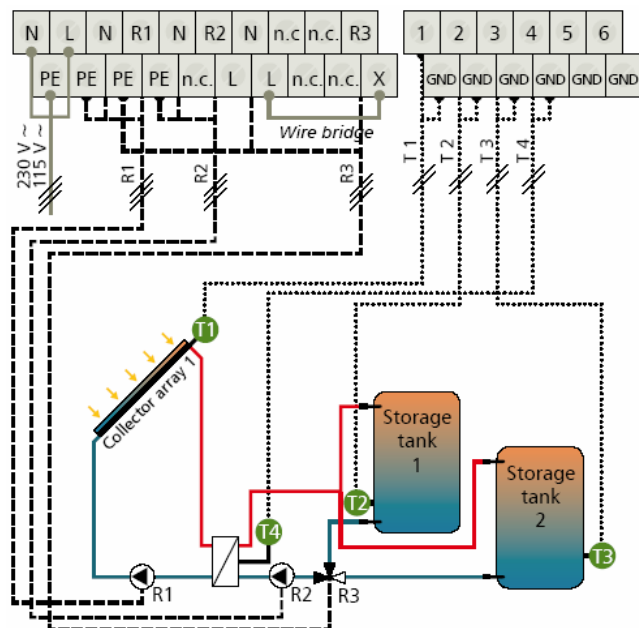 N L N R1 N R2 N n.c n.c. R3
PE PE PE PE n.c. L L n.c. n.c. X
1 2 3 4 5 6
GND GND GND GND GND GND
Wire bridge
230 V ~
115 V ~
R1
R2
R3
T 1
T 2
T 3
T 4
T1
Collector array 1
Storage
tank
1
Storage
tank
2
T2
T4
T3
R1
R2
R3